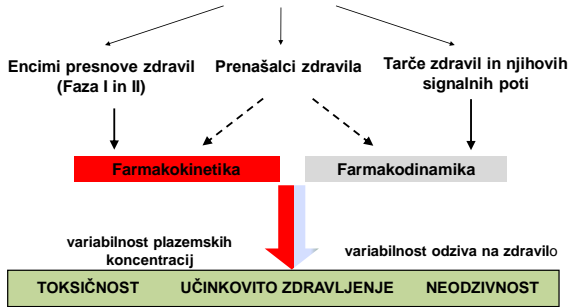 Encimi presnove zdravil
(Faza I in II)
Prenašalci zdravila
Tarče zdravil in njihovih
signalnih poti
Farmakokinetika
Farmakodinamika
variabilnost plazemskih
koncentracij
variabilnost odziva na zdravilo
TOKSIČNOST UČINKOVITO ZDRAVLJENJE NEODZIVNOST